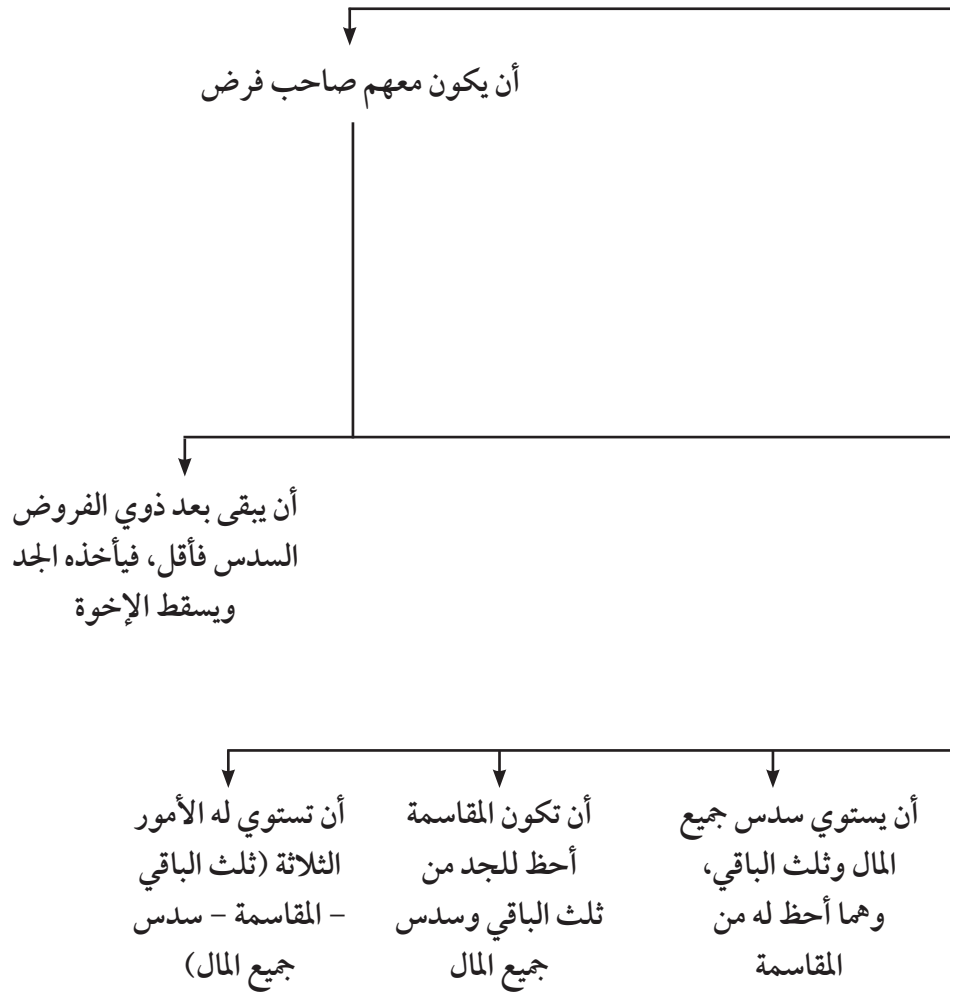 أن يكون معهم صاحب فرض
أن يبقى بعد ذوي الفروض
السدس فأقل، فيأخذه الجد
ويسقط الإخوة
أن يستوي سدس جميع
المال وثلث الباقي،
وهما أحظ له من
المقاسمة
أن تكون المقاسمة
أحظ للجد من
ثلث الباقي وسدس
جميع المال
أن تستوي له الأمور
الثلاثة (ثلث الباقي
– المقاسمة – سدس
جميع المال)